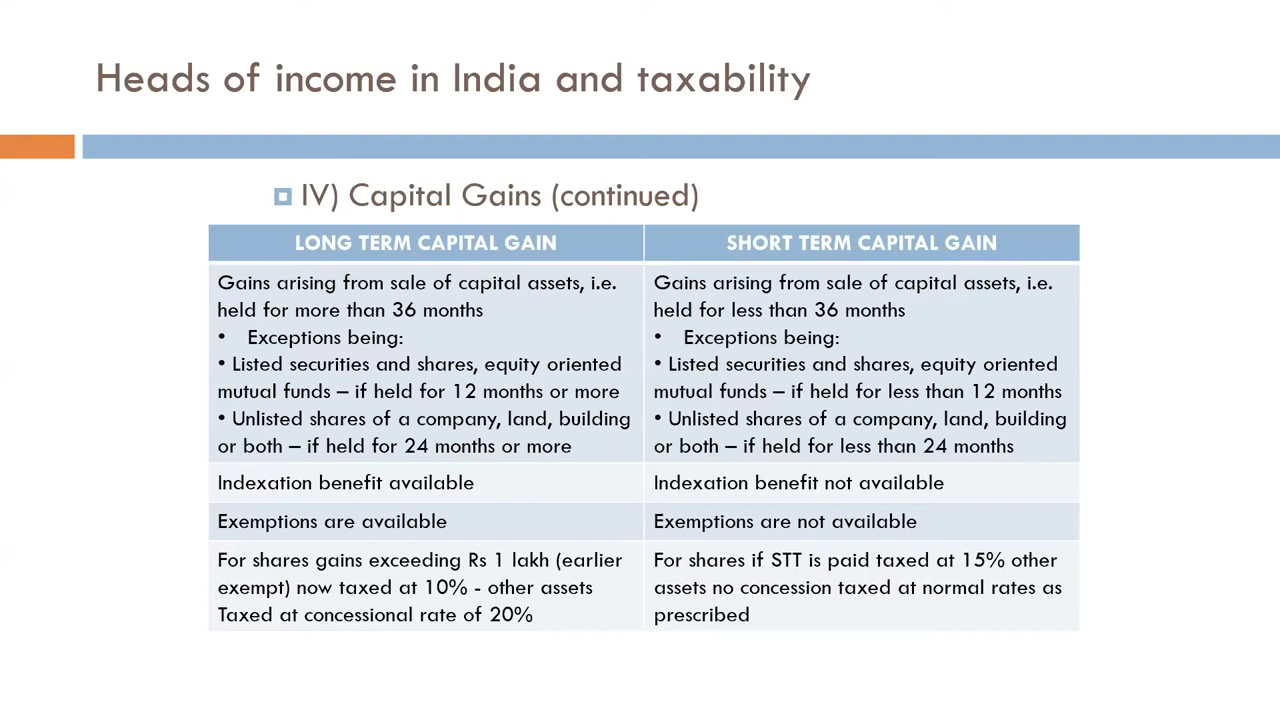 Heads of income in India and taxability
IV) Capital Gains (continued)
LONG TERM CAPITAL GAIN
SHORT TERM CAPITAL GAIN
Gains arising from sale of capital assets, i.e.
held for more than 36 months
• Exceptions being:
• Listed securities and shares, equity oriented
mutual funds – if held for 12 months or more
• Unlisted shares of a company, land, building
or both – if held for 24 months or more
Gains arising from sale of capital assets, i.e.
held for less than 36 months
• Exceptions being:
• Listed securities and shares, equity oriented
mutual funds – if held for less than 12 months
• Unlisted shares of a company, land, building
or both – if held for less than 24 months
Indexation benefit available
Indexation benefit not available
Exemptions are available
Exemptions are not available
For shares gains exceeding Rs 1 lakh (earlier
exempt) now taxed at 10% - other assets
Taxed at concessional rate of 20%
For shares if STT is paid taxed at 15% other
assets no concession taxed at normal rates as
prescribed